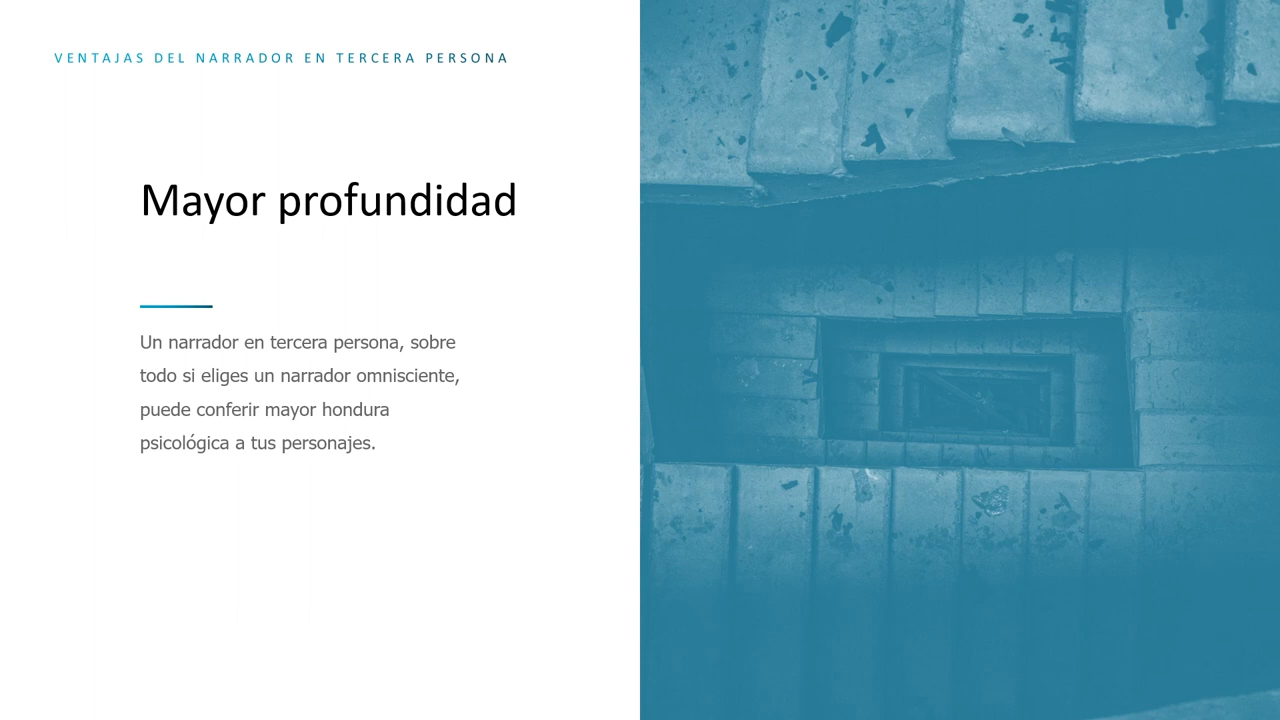 VENTAJAS DEL NARRADOR EN TERCERA PERSONA
Mayor profundidad
Un narrador en tercera persona, sobre
todo si eliges un narrador omnisciente,
puede conferir mayor hondura
psicológica a tus personajes.